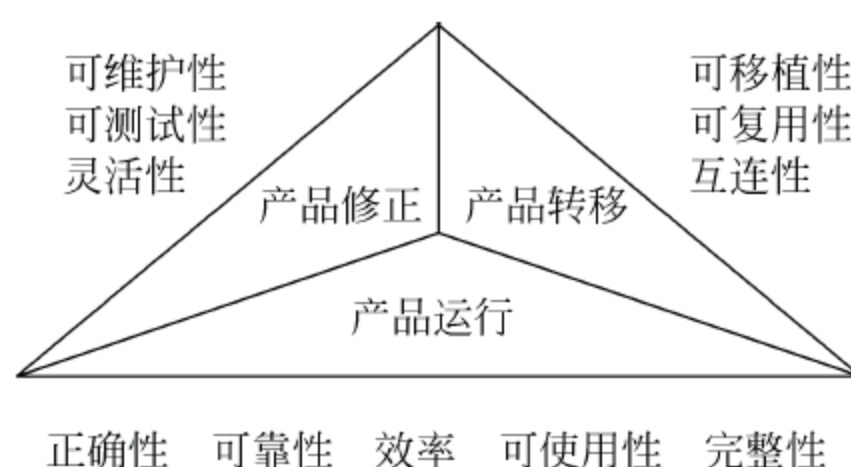 可维护性
可测试性
灵活性
可移植性
可复用性
互连性
产品修正
产品转移
产品运行
正确性 可靠性 效率 可使用性 完整性